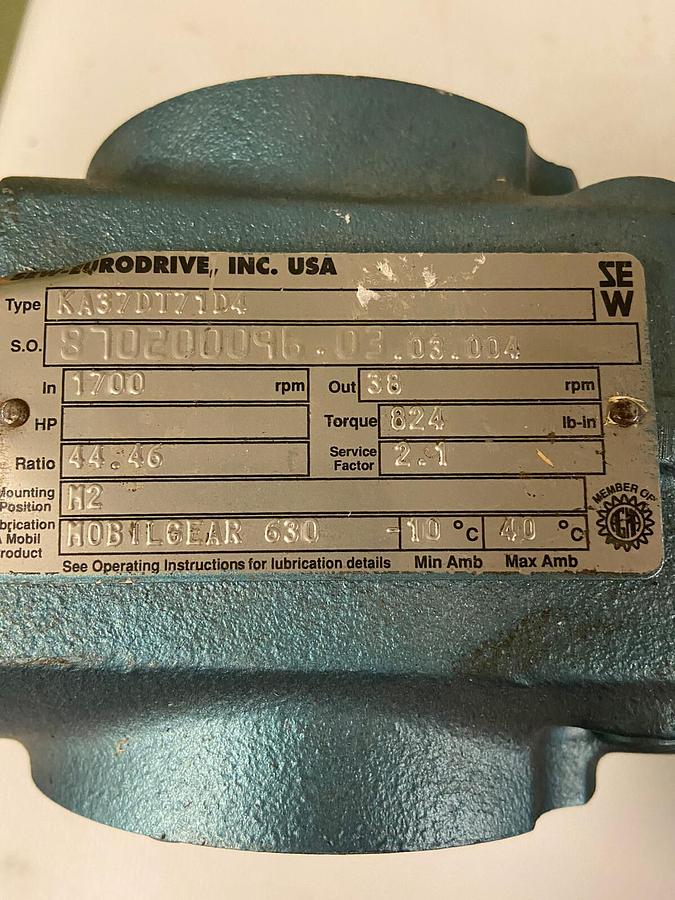 EURODRIVE, INC. USA
SEW
Type KA37DT71D4
S.O. 8702000096.03.03.004
In 1700 rpm Out 38 rpm
HP Torque 824 lb-in
Ratio 44.46 Service Factor 2.1
Mounting Position M2
MOBILGEAR 630 -10 °C 40 °C
Mobil
See Operating Instructions for lubrication details Min Amb Max Amb
MEMBER OF